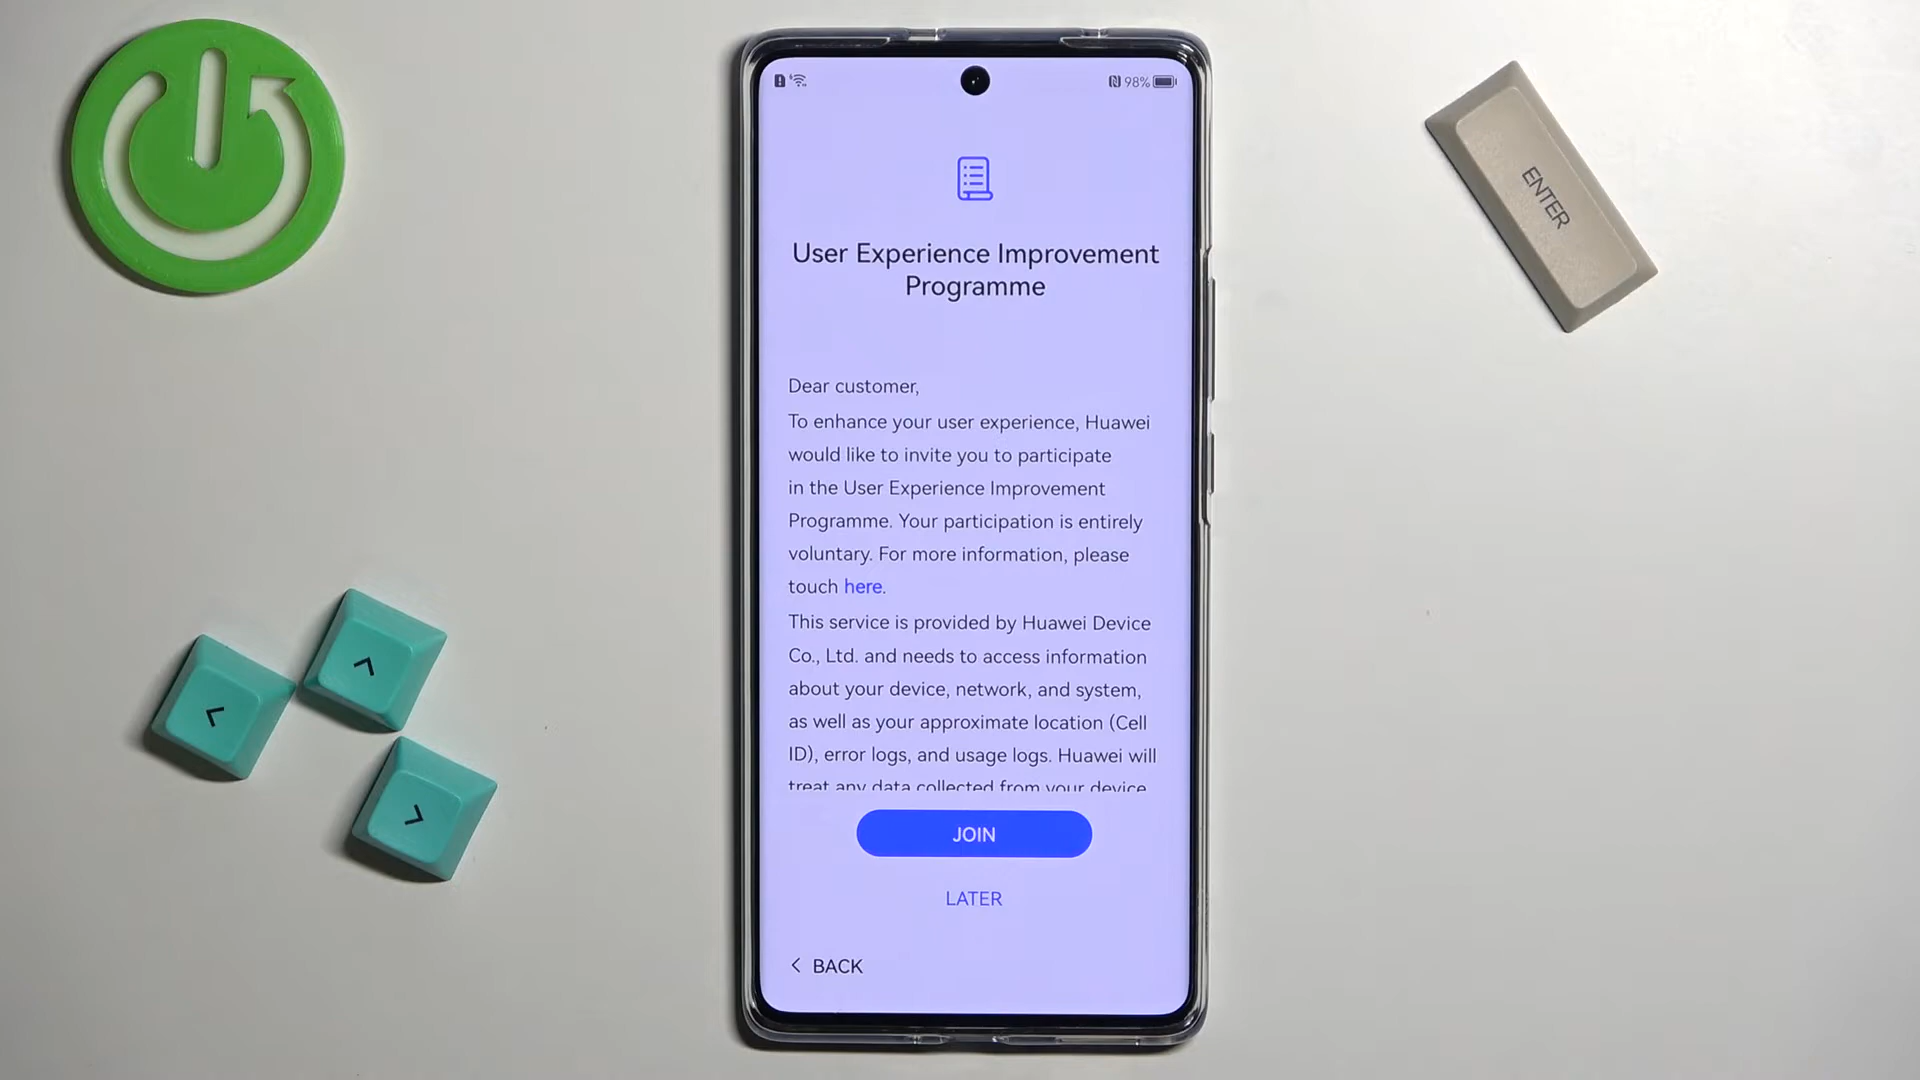 98%
User Experience Improvement
Programme
Dear customer,
To enhance your user experience, Huawei
would like to invite you to participate
in the User Experience Improvement
Programme. Your participation is entirely
voluntary. For more information, please
touch here.
This service is provided by Huawei Device
Co., Ltd. and needs to access information
about your device, network, and system,
as well as your approximate location (Cell
ID), error logs, and usage logs. Huawei will
treat any data collected from your device
JOIN
LATER
< BACK
ENTER
<
^
>